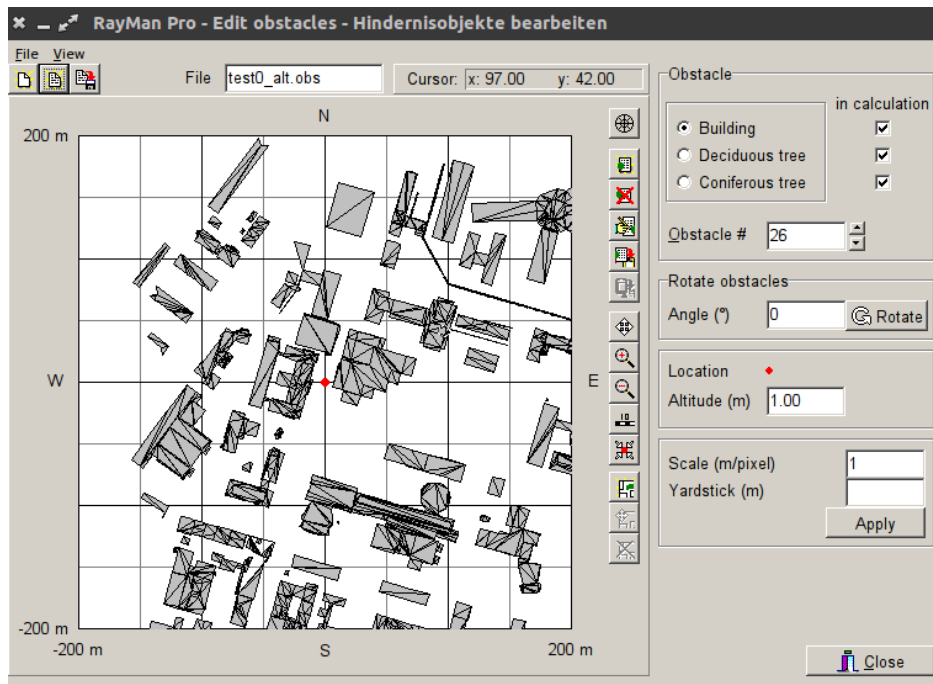 RayMan Pro - Edit obstacles - Hindernisobjekte bearbeiten
File View
File test0_alt.obs Cursor: x: 97.00 y: 42.00
Obstacle
in calculation
Building
Deciduous tree
Coniferous tree
Obstacle # 26
Rotate obstacles
Angle (°) 0 Rotate
Location
Altitude (m) 1.00
Scale (m/pixel) 1
Yardstick (m)
Apply
Close
N
200 m
W
E
-200 m
-200 m S 200 m
10